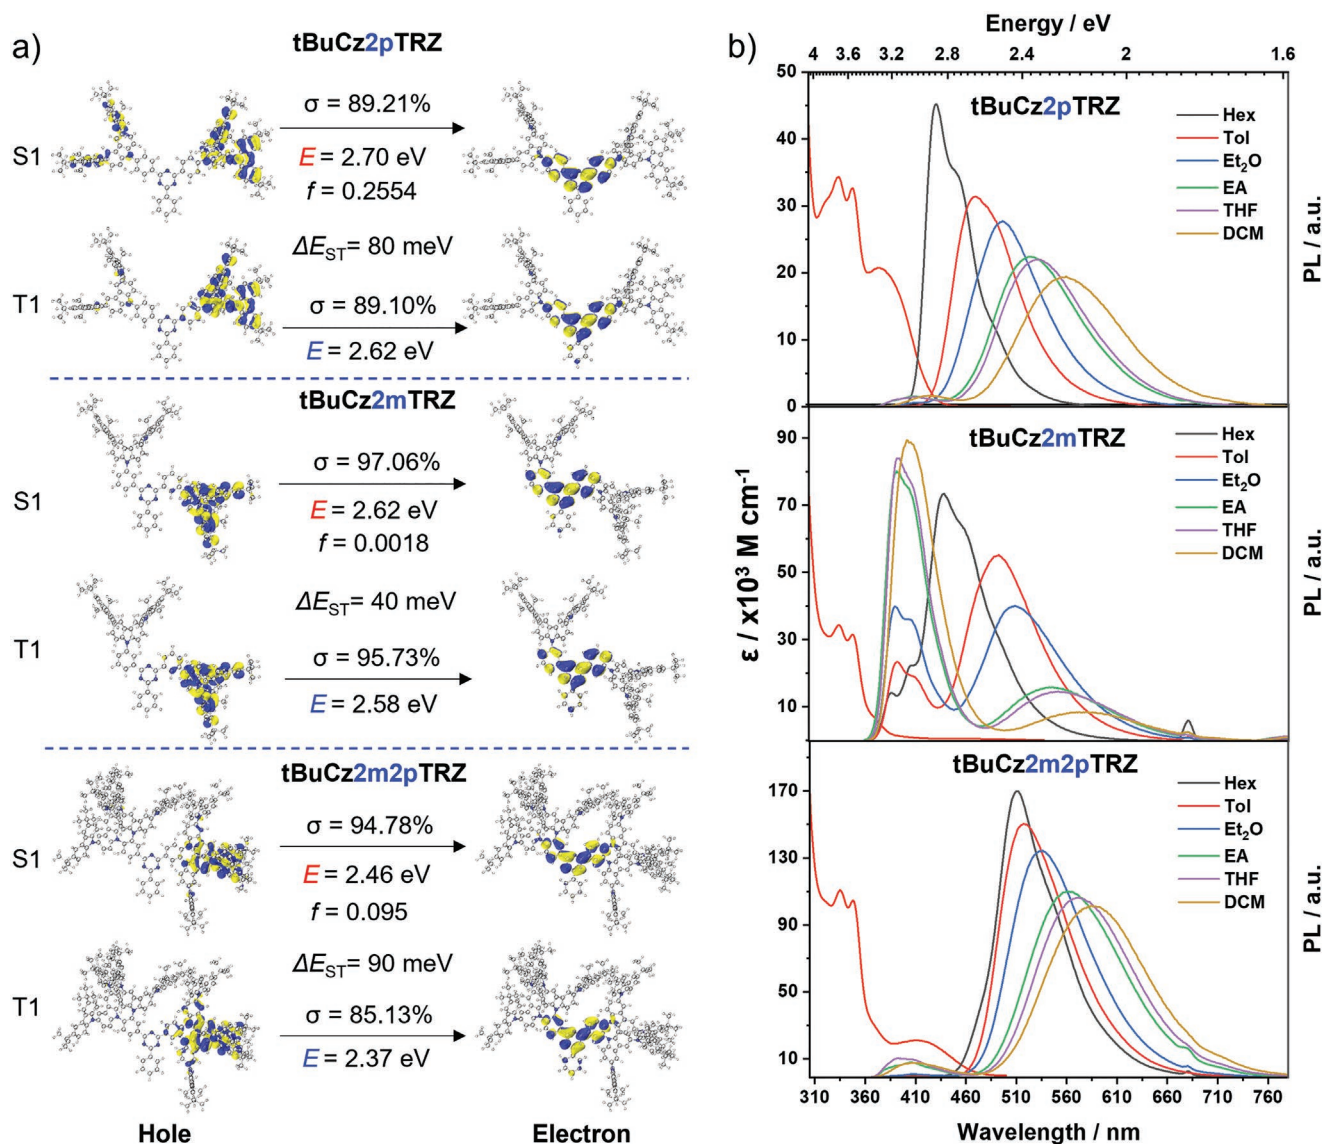 a)
tBuCz2pTRZ
S1
σ = 89.21%
E = 2.70 eV
f = 0.2554
ΔE_ST = 80 meV
T1
σ = 89.10%
E = 2.62 eV
tBuCz2mTRZ
S1
σ = 97.06%
E = 2.62 eV
f = 0.0018
ΔE_ST = 40 meV
T1
σ = 95.73%
E = 2.58 eV
tBuCz2m2pTRZ
S1
σ = 94.78%
E = 2.46 eV
f = 0.095
ΔE_ST = 90 meV
T1
σ = 85.13%
E = 2.37 eV
Hole
Electron
b)
Energy / eV
4 3.6 3.2 2.8 2.4 2 1.6
tBuCz2pTRZ
Hex
Tol
Et₂O
EA
THF
DCM
50
40
30
20
10
0
PL / a.u.
tBuCz2mTRZ
Hex
Tol
Et₂O
EA
THF
DCM
90
70
50
30
10
ε / x10³ M cm⁻¹
PL / a.u.
tBuCz2m2pTRZ
Hex
Tol
Et₂O
EA
THF
DCM
170
130
90
50
10
PL / a.u.
310 360 410 460 510 560 610 660 710 760
Wavelength / nm